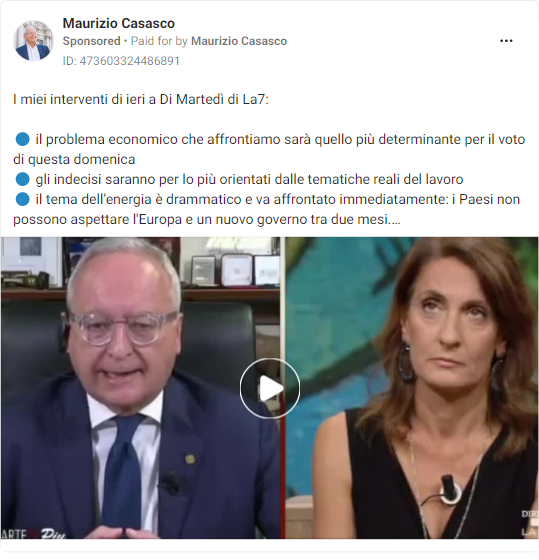 Maurizio Casasco
Sponsored • Paid for by Maurizio Casasco
ID: 473603324486891
I miei interventi di ieri a Di Martedì di La7:
🔵 il problema economico che affrontiamo sarà quello più determinante per il voto
di questa domenica
🔵 gli indecisi saranno per lo più orientati dalle tematiche reali del lavoro
🔵 il tema dell'energia è drammatico e va affrontato immediatamente: i Paesi non
possono aspettare l'Europa e un nuovo governo tra due mesi.…
Più
DIR
LA